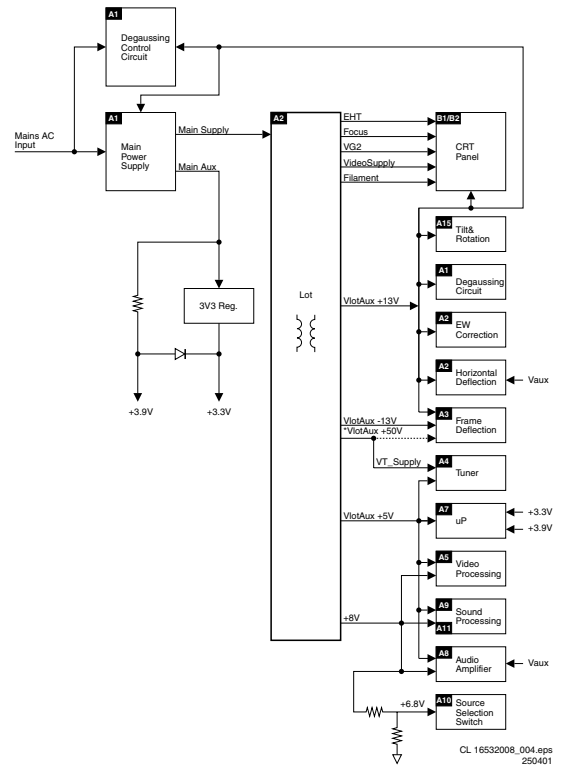 A1
Degaussing
Control
Circuit
Mains AC
Input
A1
Main
Power
Supply
Main Supply
Main Aux
3V3 Reg.
+3.9V
+3.3V
A2
Lot
EHT
Focus
VG2
VideoSupply
Filament
B1/B2
CRT
Panel
A15
Tilt&
Rotation
A1
Degaussing
Circuit
VlotAux +13V
A2
EW
Correction
A2
Horizontal
Deflection
Vaux
VlotAux -13V
*VlotAux +50V
A3
Frame
Deflection
VT_Supply
A4
Tuner
VlotAux +5V
A7
uP
+3.3V
+3.9V
A5
Video
Processing
+8V
A9
Sound
Processing
A11
A8
Audio
Amplifier
Vaux
+6.8V
A10
Source
Selection
Switch
CL 16532008_004.eps
250401